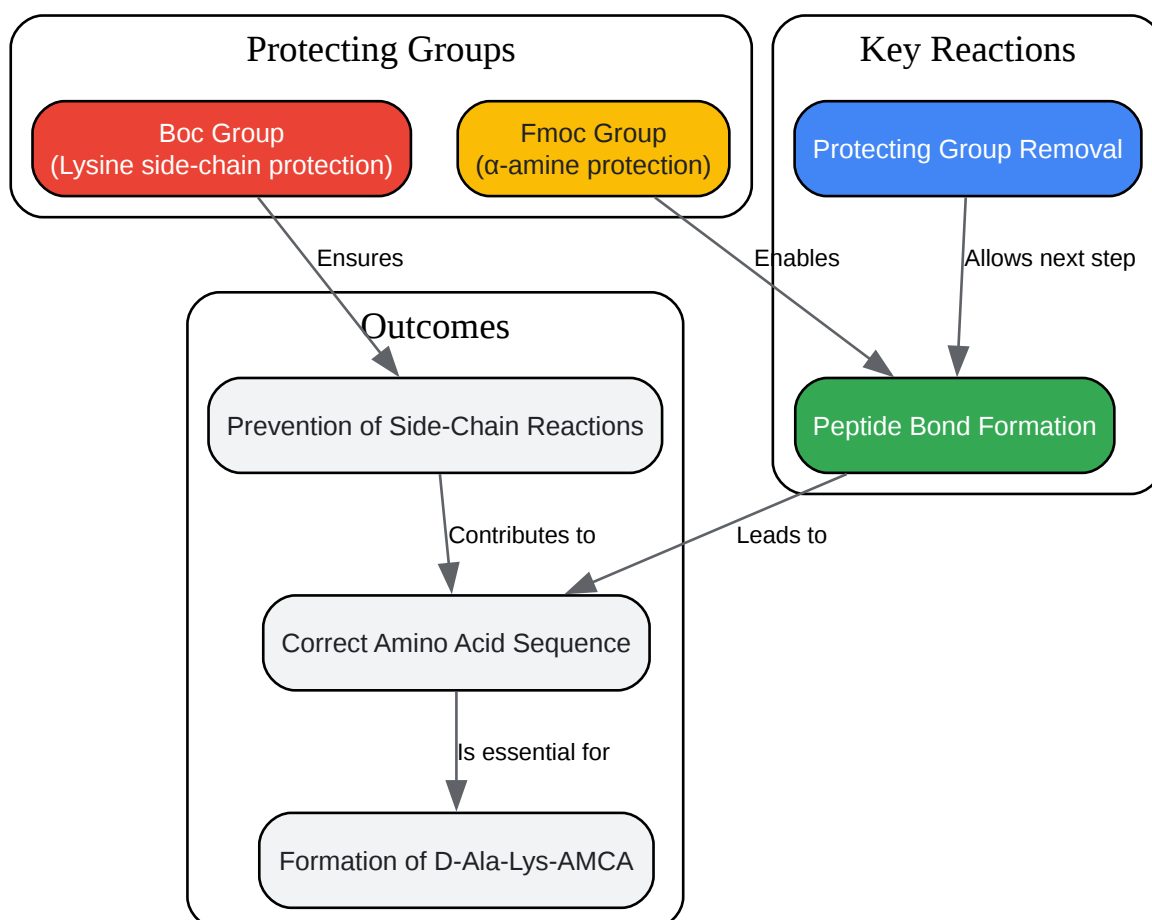 Protecting Groups
Key Reactions
Boc Group
(Lysine side-chain protection)
Fmoc Group
(α-amine protection)
Protecting Group Removal
Ensures
Enables
Allows next step
Outcomes
Prevention of Side-Chain Reactions
Peptide Bond Formation
Contributes to
Leads to
Correct Amino Acid Sequence
Is essential for
Formation of D-Ala-Lys-AMCA